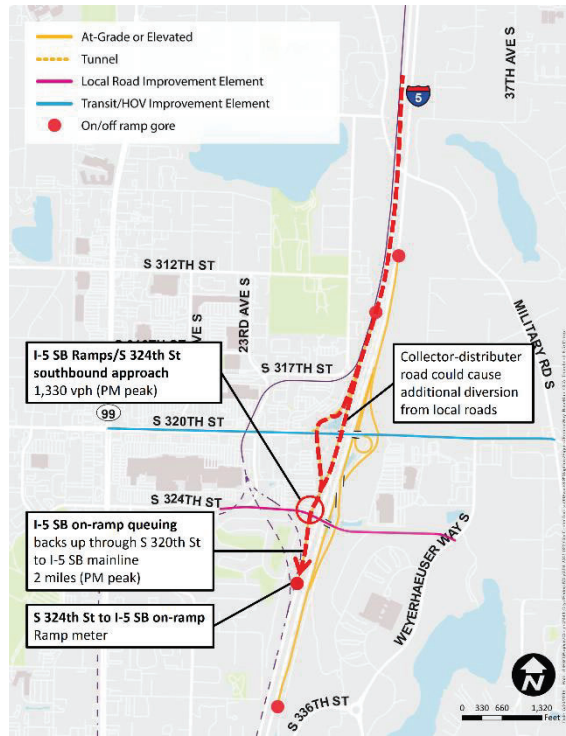 At-Grade or Elevated
Tunnel
Local Road Improvement Element
Transit/HOV Improvement Element
On/off ramp gore
37TH AVE S
5
S 312TH ST
23RD AVE S
MILITARY RD S
I-5 SB Ramps/S 324th St
southbound approach
1,330 vph (PM peak)
S 317TH ST
Collector-distributer
road could cause
additional diversion
from local roads
99
S 320TH ST
S 324TH ST
I-5 SB on-ramp queuing
backs up through S 320th St
to I-5 SB mainline
2 miles (PM peak)
WEYERHAEUSER WAY S
S 324th St to I-5 SB on-ramp
Ramp meter
S 336TH ST
N
0 330 660 1,320
Feet